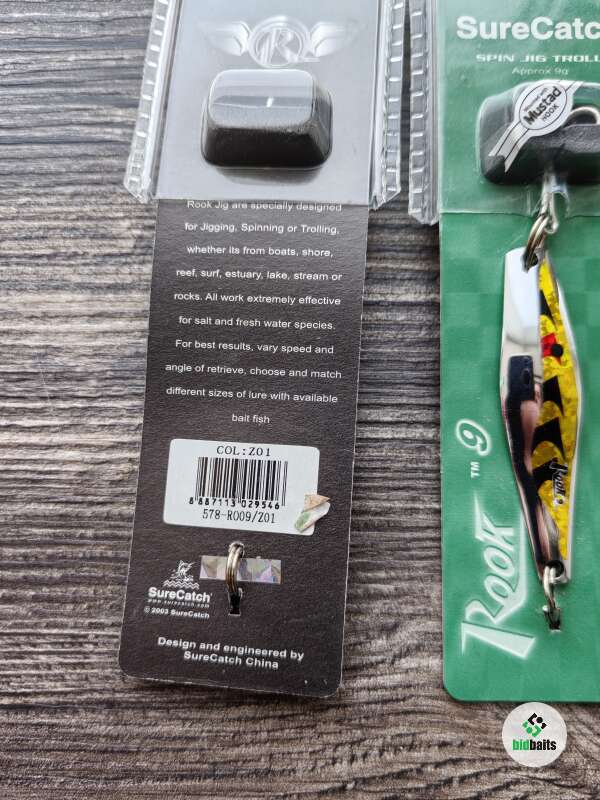 R
Rook Jig are specially designed
for Jigging, Spinning or Trolling,
whether its from boats, shore,
reef, surf, estuary, lake, stream or
rocks. All work extremely effective
for salt and fresh water species.
For best results, vary speed and
angle of retrieve, choose and match
different sizes of lure with available
bait fish
COL:Z01
8 887113 029546
578-R009/Z01
SureCatch
www.surecatch.com
© 2003 SureCatch
Design and engineered by
SureCatch China
SureCatc
SPIN JIG TROLL
Approx 9g
Mustad
HOOK
ROOK ™ 9
Rook
bidbaits